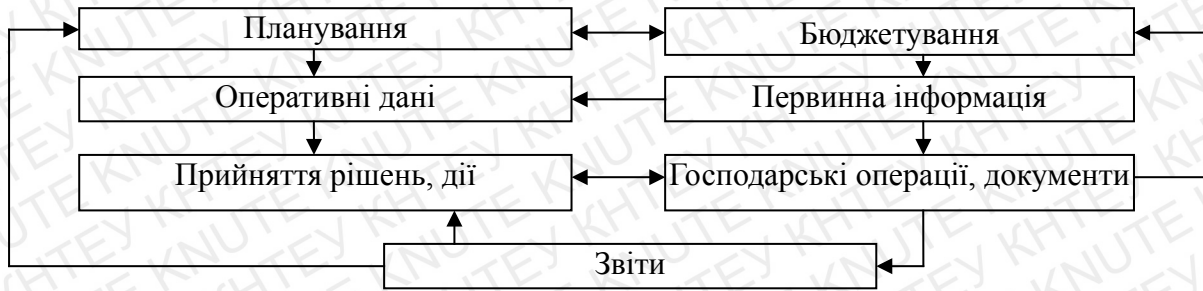 Планування
Бюджетування
Оперативні дані
Первинна інформація
Прийняття рішень, дії
Господарські операції, документи
Звіти